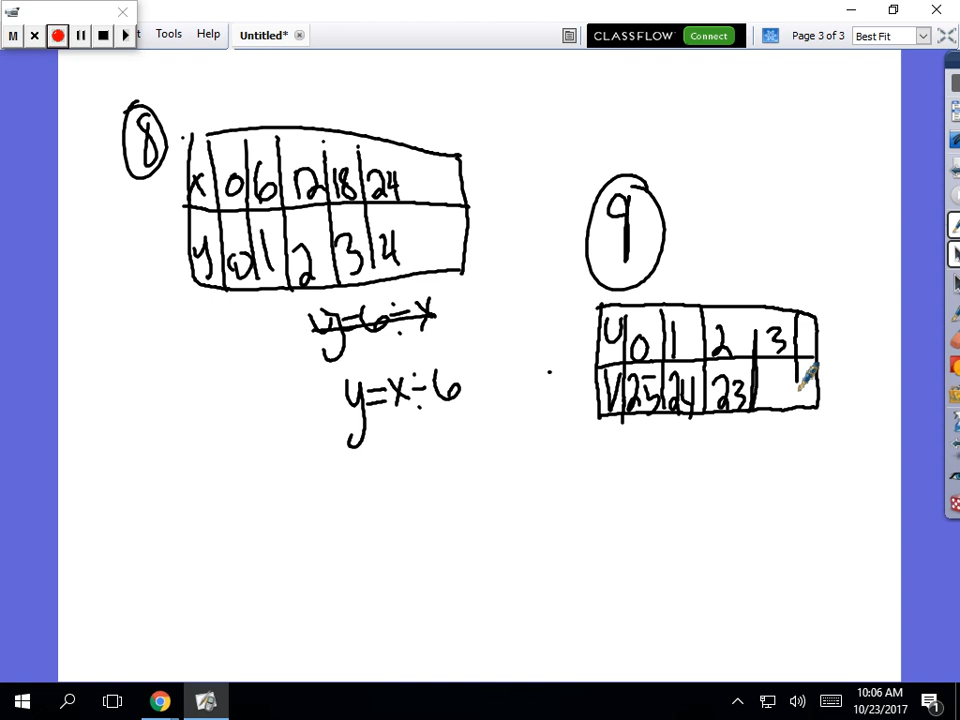 M
Tools Help Untitled*
CLASSFLOW Connect Page 3 of 3 Best Fit
8
x 0 6 12 18 24
y 0 1 2 3 4
y=6÷x
y=x÷6
9
U 0 1 2 3
V 25 24 23
10:06 AM
10/23/2017
1